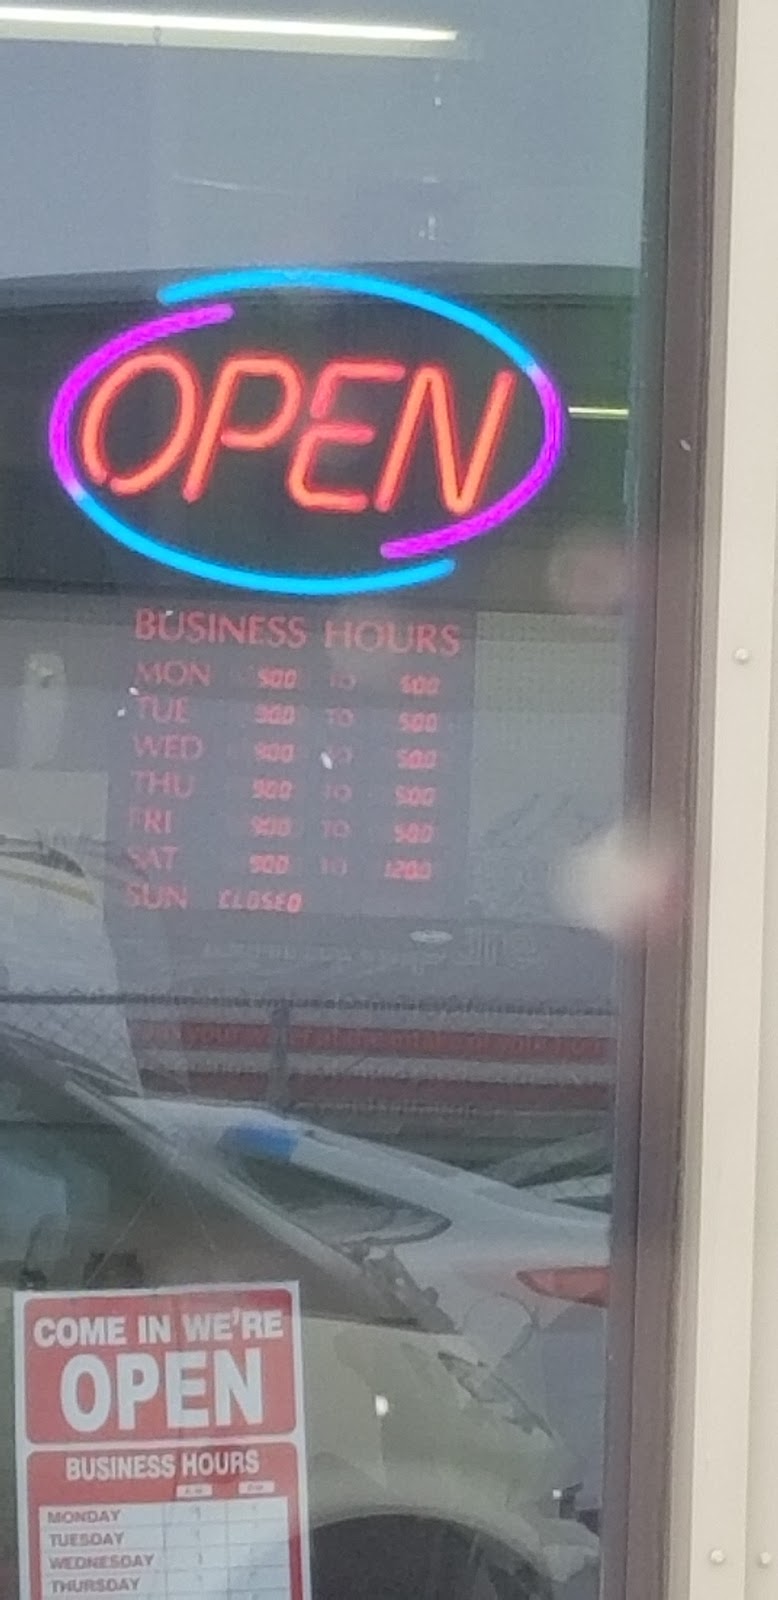 OPEN
BUSINESS HOURS
MON 900 TO 500
TUE 900 TO 500
WED 900 TO 500
THU 900 TO 500
FRI 900 TO 500
SAT 900 TO 1200
SUN CLOSED
COME IN WE'RE
OPEN
BUSINESS HOURS
MONDAY
TUESDAY
WEDNESDAY
THURSDAY